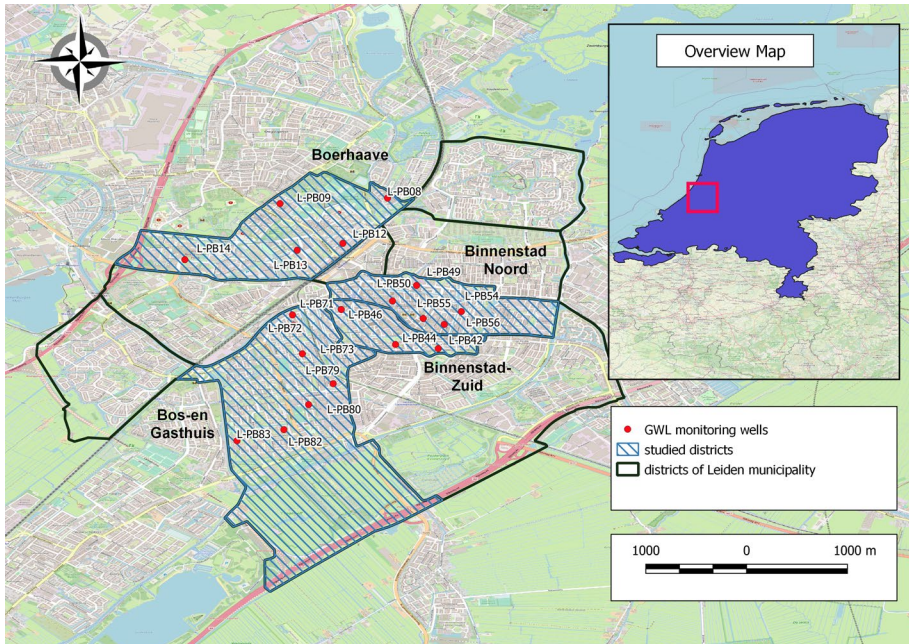 Overview Map
Boerhaave
L-PB09
L-PB08
L-PB12
L-PB14
L-PB13
Binnenstad
Noord
L-PB49
L-PB50
L-PB71
L-PB46
L-PB55
L-PB54
L-PB72
L-PB56
L-PB44
L-PB42
L-PB73
Binnenstad-
Zuid
L-PB79
Bos-en
Gasthuis
L-PB80
L-PB83
L-PB82
GWL monitoring wells
studied districts
districts of Leiden municipality
1000
0
1000 m